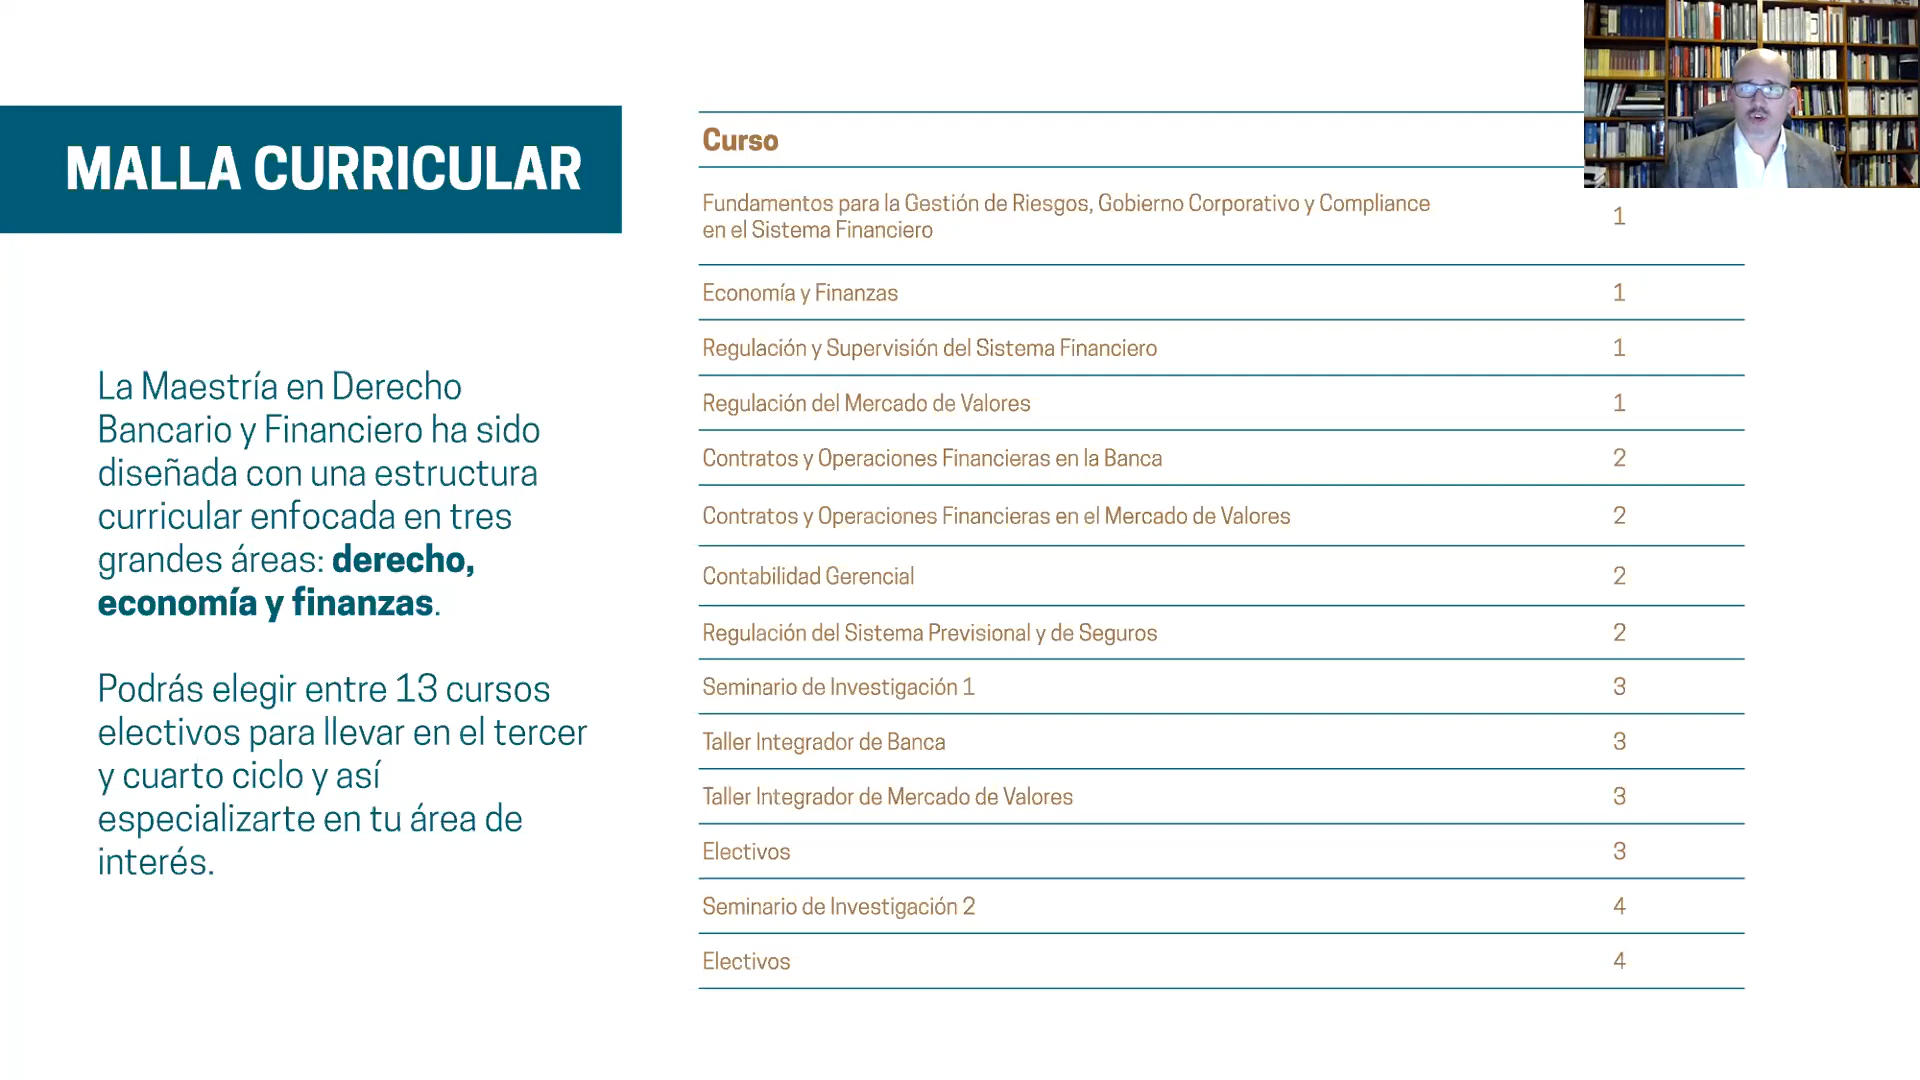 MALLA CURRICULAR
La Maestría en Derecho
Bancario y Financiero ha sido
diseñada con una estructura
curricular enfocada en tres
grandes áreas: derecho,
economía y finanzas.
Podrás elegir entre 13 cursos
electivos para llevar en el tercer
y cuarto ciclo y así
especializarte en tu área de
interés.
Curso
Fundamentos para la Gestión de Riesgos, Gobierno Corporativo y Compliance
en el Sistema Financiero 1
Economía y Finanzas 1
Regulación y Supervisión del Sistema Financiero 1
Regulación del Mercado de Valores 1
Contratos y Operaciones Financieras en la Banca 2
Contratos y Operaciones Financieras en el Mercado de Valores 2
Contabilidad Gerencial 2
Regulación del Sistema Previsional y de Seguros 2
Seminario de Investigación 1 3
Taller Integrador de Banca 3
Taller Integrador de Mercado de Valores 3
Electivos 3
Seminario de Investigación 2 4
Electivos 4